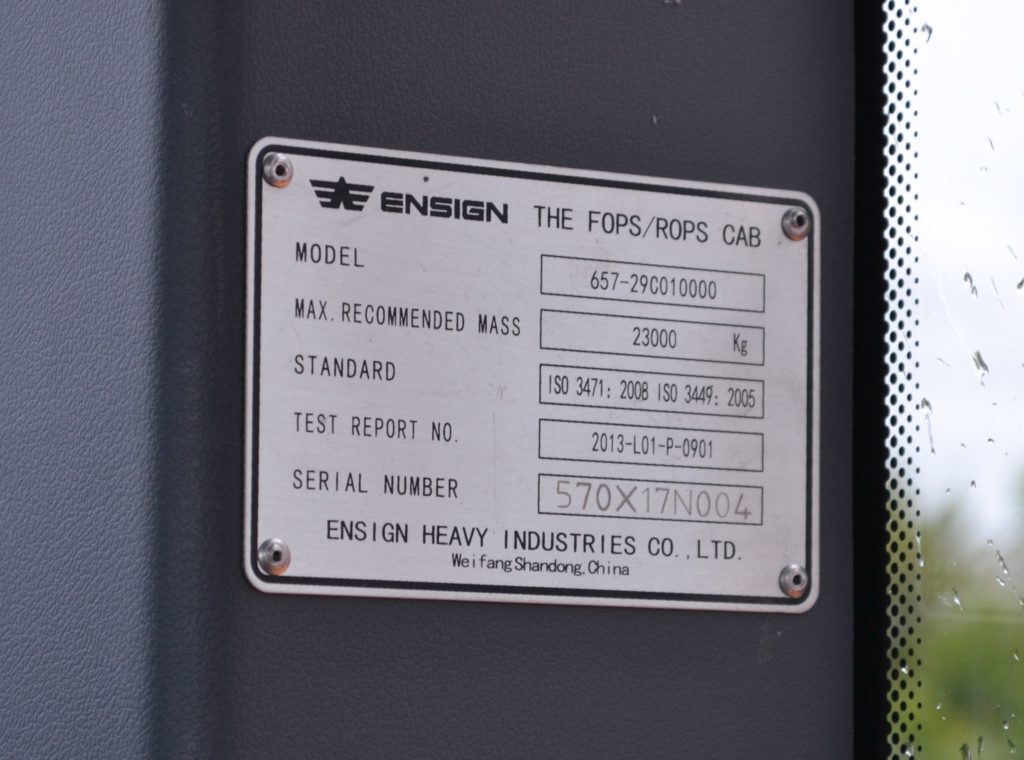 ENSIGN THE FOPS/ROPS CAB
MODEL 657-29C010000
MAX. RECOMMENDED MASS 23000 Kg
STANDARD ISO 3471: 2008 ISO 3449: 2005
TEST REPORT NO. 2013-L01-P-0901
SERIAL NUMBER 570X17N004
ENSIGN HEAVY INDUSTRIES CO.,LTD.
Weifang Shandong, China